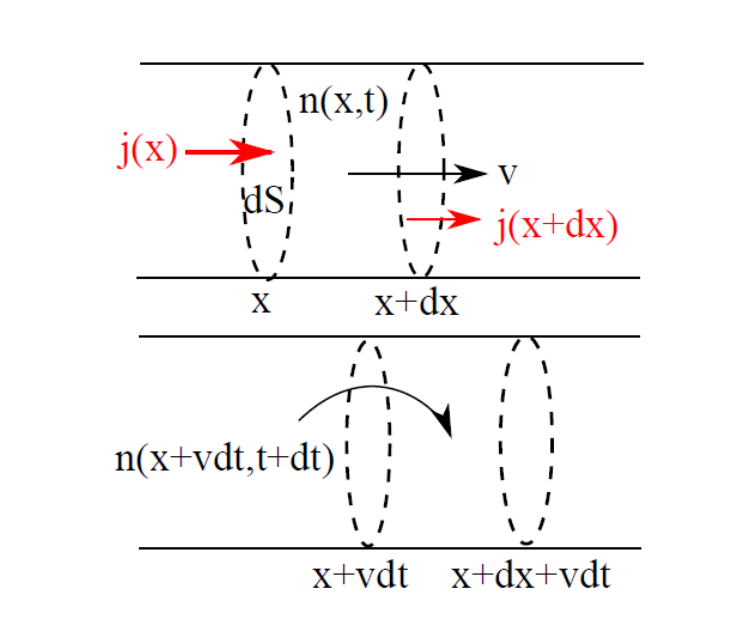 n(x,t)
j(x)
v
dS
j(x+dx)
x
x+dx
n(x+vdt,t+dt)
x+vdt
x+dx+vdt